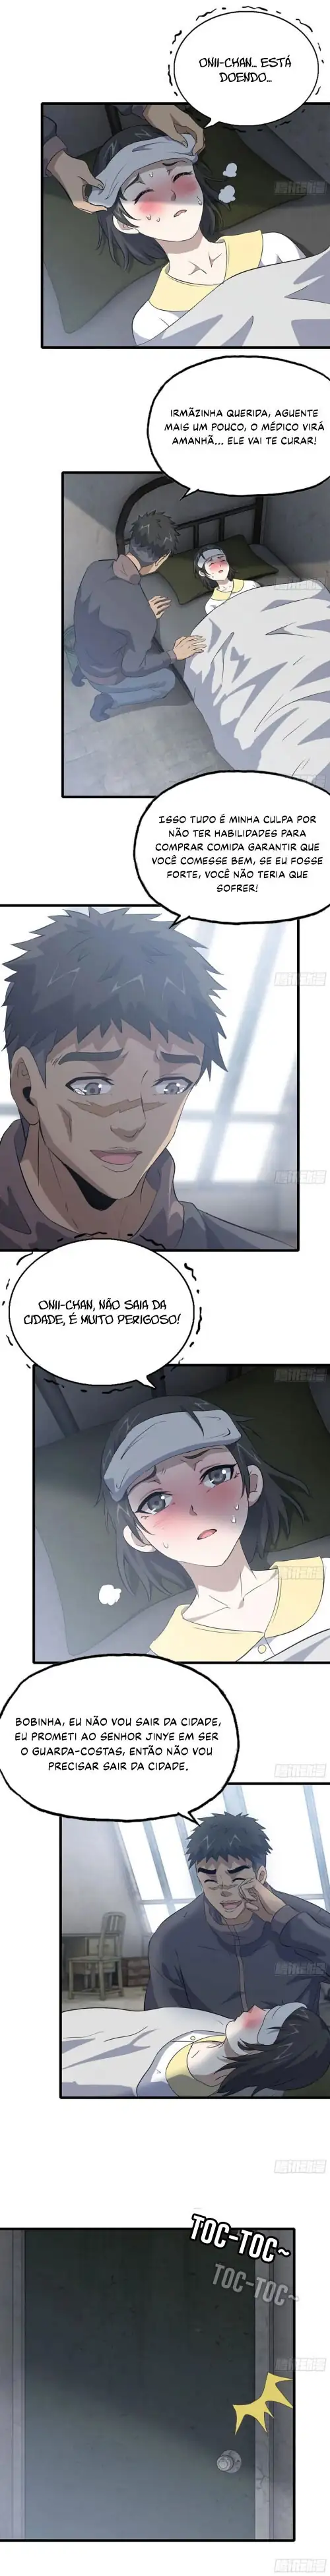 ONII-CHAN... ESTÁ
DOENDO...
IRMÃZINHA QUERIDA, AGUENTE
MAIS UM POUCO, O MÉDICO VIRÁ
AMANHÃ... ELE VAI TE CURAR!
ISSO TUDO É MINHA CULPA POR
NÃO TER HABILIDADES PARA
COMPRAR COMIDA GARANTIR QUE
VOCÊ COMESSE BEM, SE EU FOSSE
FORTE, VOCÊ NÃO TERIA QUE
SOFRER!
ONII-CHAN, NÃO SAIA DA
CIDADE, É MUITO PERIGOSO!
BOBINHA, EU NÃO VOU SAIR DA CIDADE,
EU PROMETI AO SENHOR JINYE EM SER
O GUARDA-COSTAS, ENTÃO NÃO VOU
PRECISAR SAIR DA CIDADE.
TOC-TOC~
TOC-TOC~